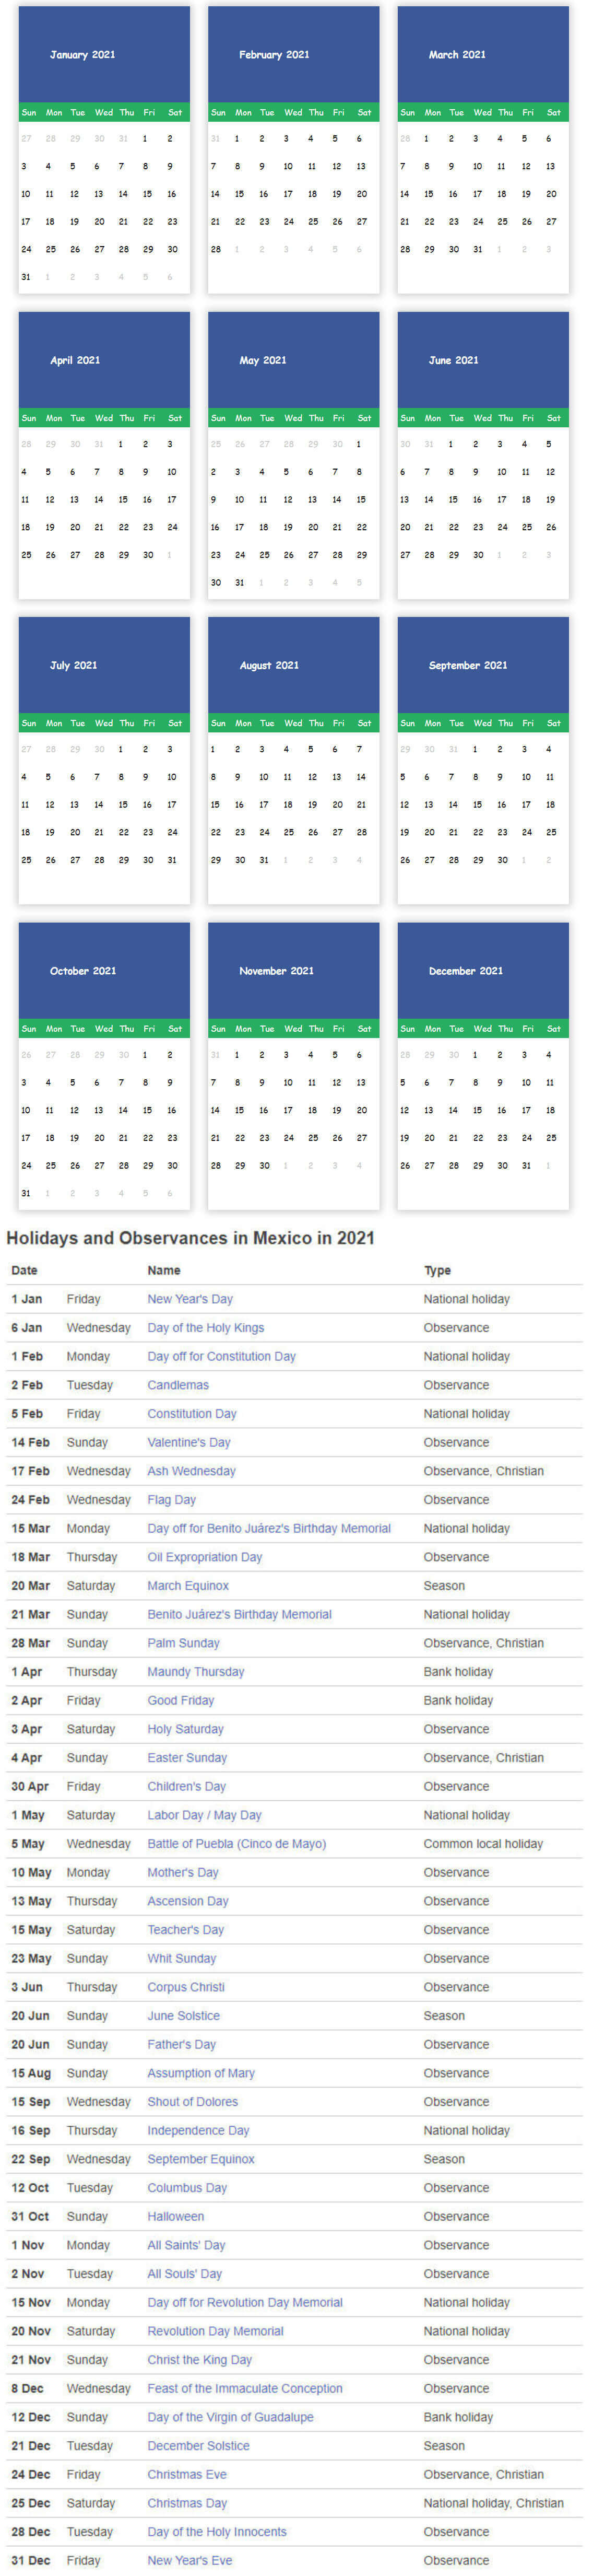 January 2021
Sun Mon Tue Wed Thu Fri Sat
27 28 29 30 31 1 2
3 4 5 6 7 8 9
10 11 12 13 14 15 16
17 18 19 20 21 22 23
24 25 26 27 28 29 30
31 1 2 3 4 5 6
February 2021
Sun Mon Tue Wed Thu Fri Sat
31 1 2 3 4 5 6
7 8 9 10 11 12 13
14 15 16 17 18 19 20
21 22 23 24 25 26 27
28 1 2 3 4 5 6
March 2021
Sun Mon Tue Wed Thu Fri Sat
28 1 2 3 4 5 6
7 8 9 10 11 12 13
14 15 16 17 18 19 20
21 22 23 24 25 26 27
28 29 30 31 1 2 3
April 2021
Sun Mon Tue Wed Thu Fri Sat
28 29 30 31 1 2 3
4 5 6 7 8 9 10
11 12 13 14 15 16 17
18 19 20 21 22 23 24
25 26 27 28 29 30 1
May 2021
Sun Mon Tue Wed Thu Fri Sat
25 26 27 28 29 30 1
2 3 4 5 6 7 8
9 10 11 12 13 14 15
16 17 18 19 20 21 22
23 24 25 26 27 28 29
30 31 1 2 3 4 5
June 2021
Sun Mon Tue Wed Thu Fri Sat
30 31 1 2 3 4 5
6 7 8 9 10 11 12
13 14 15 16 17 18 19
20 21 22 23 24 25 26
27 28 29 30 1 2 3
July 2021
Sun Mon Tue Wed Thu Fri Sat
27 28 29 30 1 2 3
4 5 6 7 8 9 10
11 12 13 14 15 16 17
18 19 20 21 22 23 24
25 26 27 28 29 30 31
August 2021
Sun Mon Tue Wed Thu Fri Sat
1 2 3 4 5 6 7
8 9 10 11 12 13 14
15 16 17 18 19 20 21
22 23 24 25 26 27 28
29 30 31 1 2 3 4
September 2021
Sun Mon Tue Wed Thu Fri Sat
29 30 31 1 2 3 4
5 6 7 8 9 10 11
12 13 14 15 16 17 18
19 20 21 22 23 24 25
26 27 28 29 30 1 2
October 2021
Sun Mon Tue Wed Thu Fri Sat
26 27 28 29 30 1 2
3 4 5 6 7 8 9
10 11 12 13 14 15 16
17 18 19 20 21 22 23
24 25 26 27 28 29 30
31 1 2 3 4 5 6
November 2021
Sun Mon Tue Wed Thu Fri Sat
31 1 2 3 4 5 6
7 8 9 10 11 12 13
14 15 16 17 18 19 20
21 22 23 24 25 26 27
28 29 30 1 2 3 4
December 2021
Sun Mon Tue Wed Thu Fri Sat
28 29 30 1 2 3 4
5 6 7 8 9 10 11
12 13 14 15 16 17 18
19 20 21 22 23 24 25
26 27 28 29 30 31 1
Holidays and Observances in Mexico in 2021
Date Name Type
1 Jan Friday New Year's Day National holiday
6 Jan Wednesday Day of the Holy Kings Observance
1 Feb Monday Day off for Constitution Day National holiday
2 Feb Tuesday Candlemas Observance
5 Feb Friday Constitution Day National holiday
14 Feb Sunday Valentine's Day Observance
17 Feb Wednesday Ash Wednesday Observance, Christian
24 Feb Wednesday Flag Day Observance
15 Mar Monday Day off for Benito Juárez's Birthday Memorial National holiday
18 Mar Thursday Oil Expropriation Day Observance
20 Mar Saturday March Equinox Season
21 Mar Sunday Benito Juárez's Birthday Memorial National holiday
28 Mar Sunday Palm Sunday Observance, Christian
1 Apr Thursday Maundy Thursday Bank holiday
2 Apr Friday Good Friday Bank holiday
3 Apr Saturday Holy Saturday Observance
4 Apr Sunday Easter Sunday Observance, Christian
30 Apr Friday Children's Day Observance
1 May Saturday Labor Day / May Day National holiday
5 May Wednesday Battle of Puebla (Cinco de Mayo) Common local holiday
10 May Monday Mother's Day Observance
13 May Thursday Ascension Day Observance
15 May Saturday Teacher's Day Observance
23 May Sunday Whit Sunday Observance
3 Jun Thursday Corpus Christi Observance
20 Jun Sunday June Solstice Season
20 Jun Sunday Father's Day Observance
15 Aug Sunday Assumption of Mary Observance
15 Sep Wednesday Shout of Dolores Observance
16 Sep Thursday Independence Day National holiday
22 Sep Wednesday September Equinox Season
12 Oct Tuesday Columbus Day Observance
31 Oct Sunday Halloween Observance
1 Nov Monday All Saints' Day Observance
2 Nov Tuesday All Souls' Day Observance
15 Nov Monday Day off for Revolution Day Memorial National holiday
20 Nov Saturday Revolution Day Memorial National holiday
21 Nov Sunday Christ the King Day Observance
8 Dec Wednesday Feast of the Immaculate Conception Observance
12 Dec Sunday Day of the Virgin of Guadalupe Bank holiday
21 Dec Tuesday December Solstice Season
24 Dec Friday Christmas Eve Observance, Christian
25 Dec Saturday Christmas Day National holiday, Christian
28 Dec Tuesday Day of the Holy Innocents Observance
31 Dec Friday New Year's Eve Observance